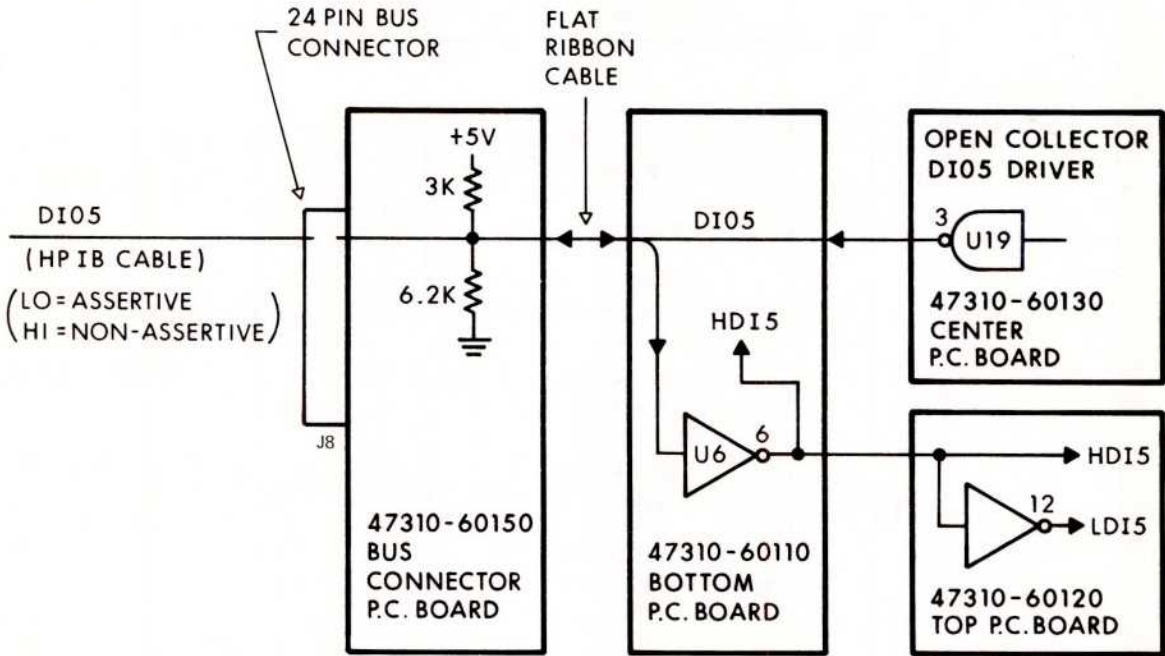 24 PIN BUS
CONNECTOR
FLAT
RIBBON
CABLE
DI05
(HP IB CABLE)
(LO = ASSERTIVE
HI = NON-ASSERTIVE)
J8
+5V
3K
6.2K
47310-60150
BUS
CONNECTOR
P.C. BOARD
DI05
HDI5
U6
6
47310-60110
BOTTOM
P.C. BOARD
OPEN COLLECTOR
DI05 DRIVER
3
U19
47310-60130
CENTER
P.C. BOARD
HDI5
12
LDI5
47310-60120
TOP P.C. BOARD